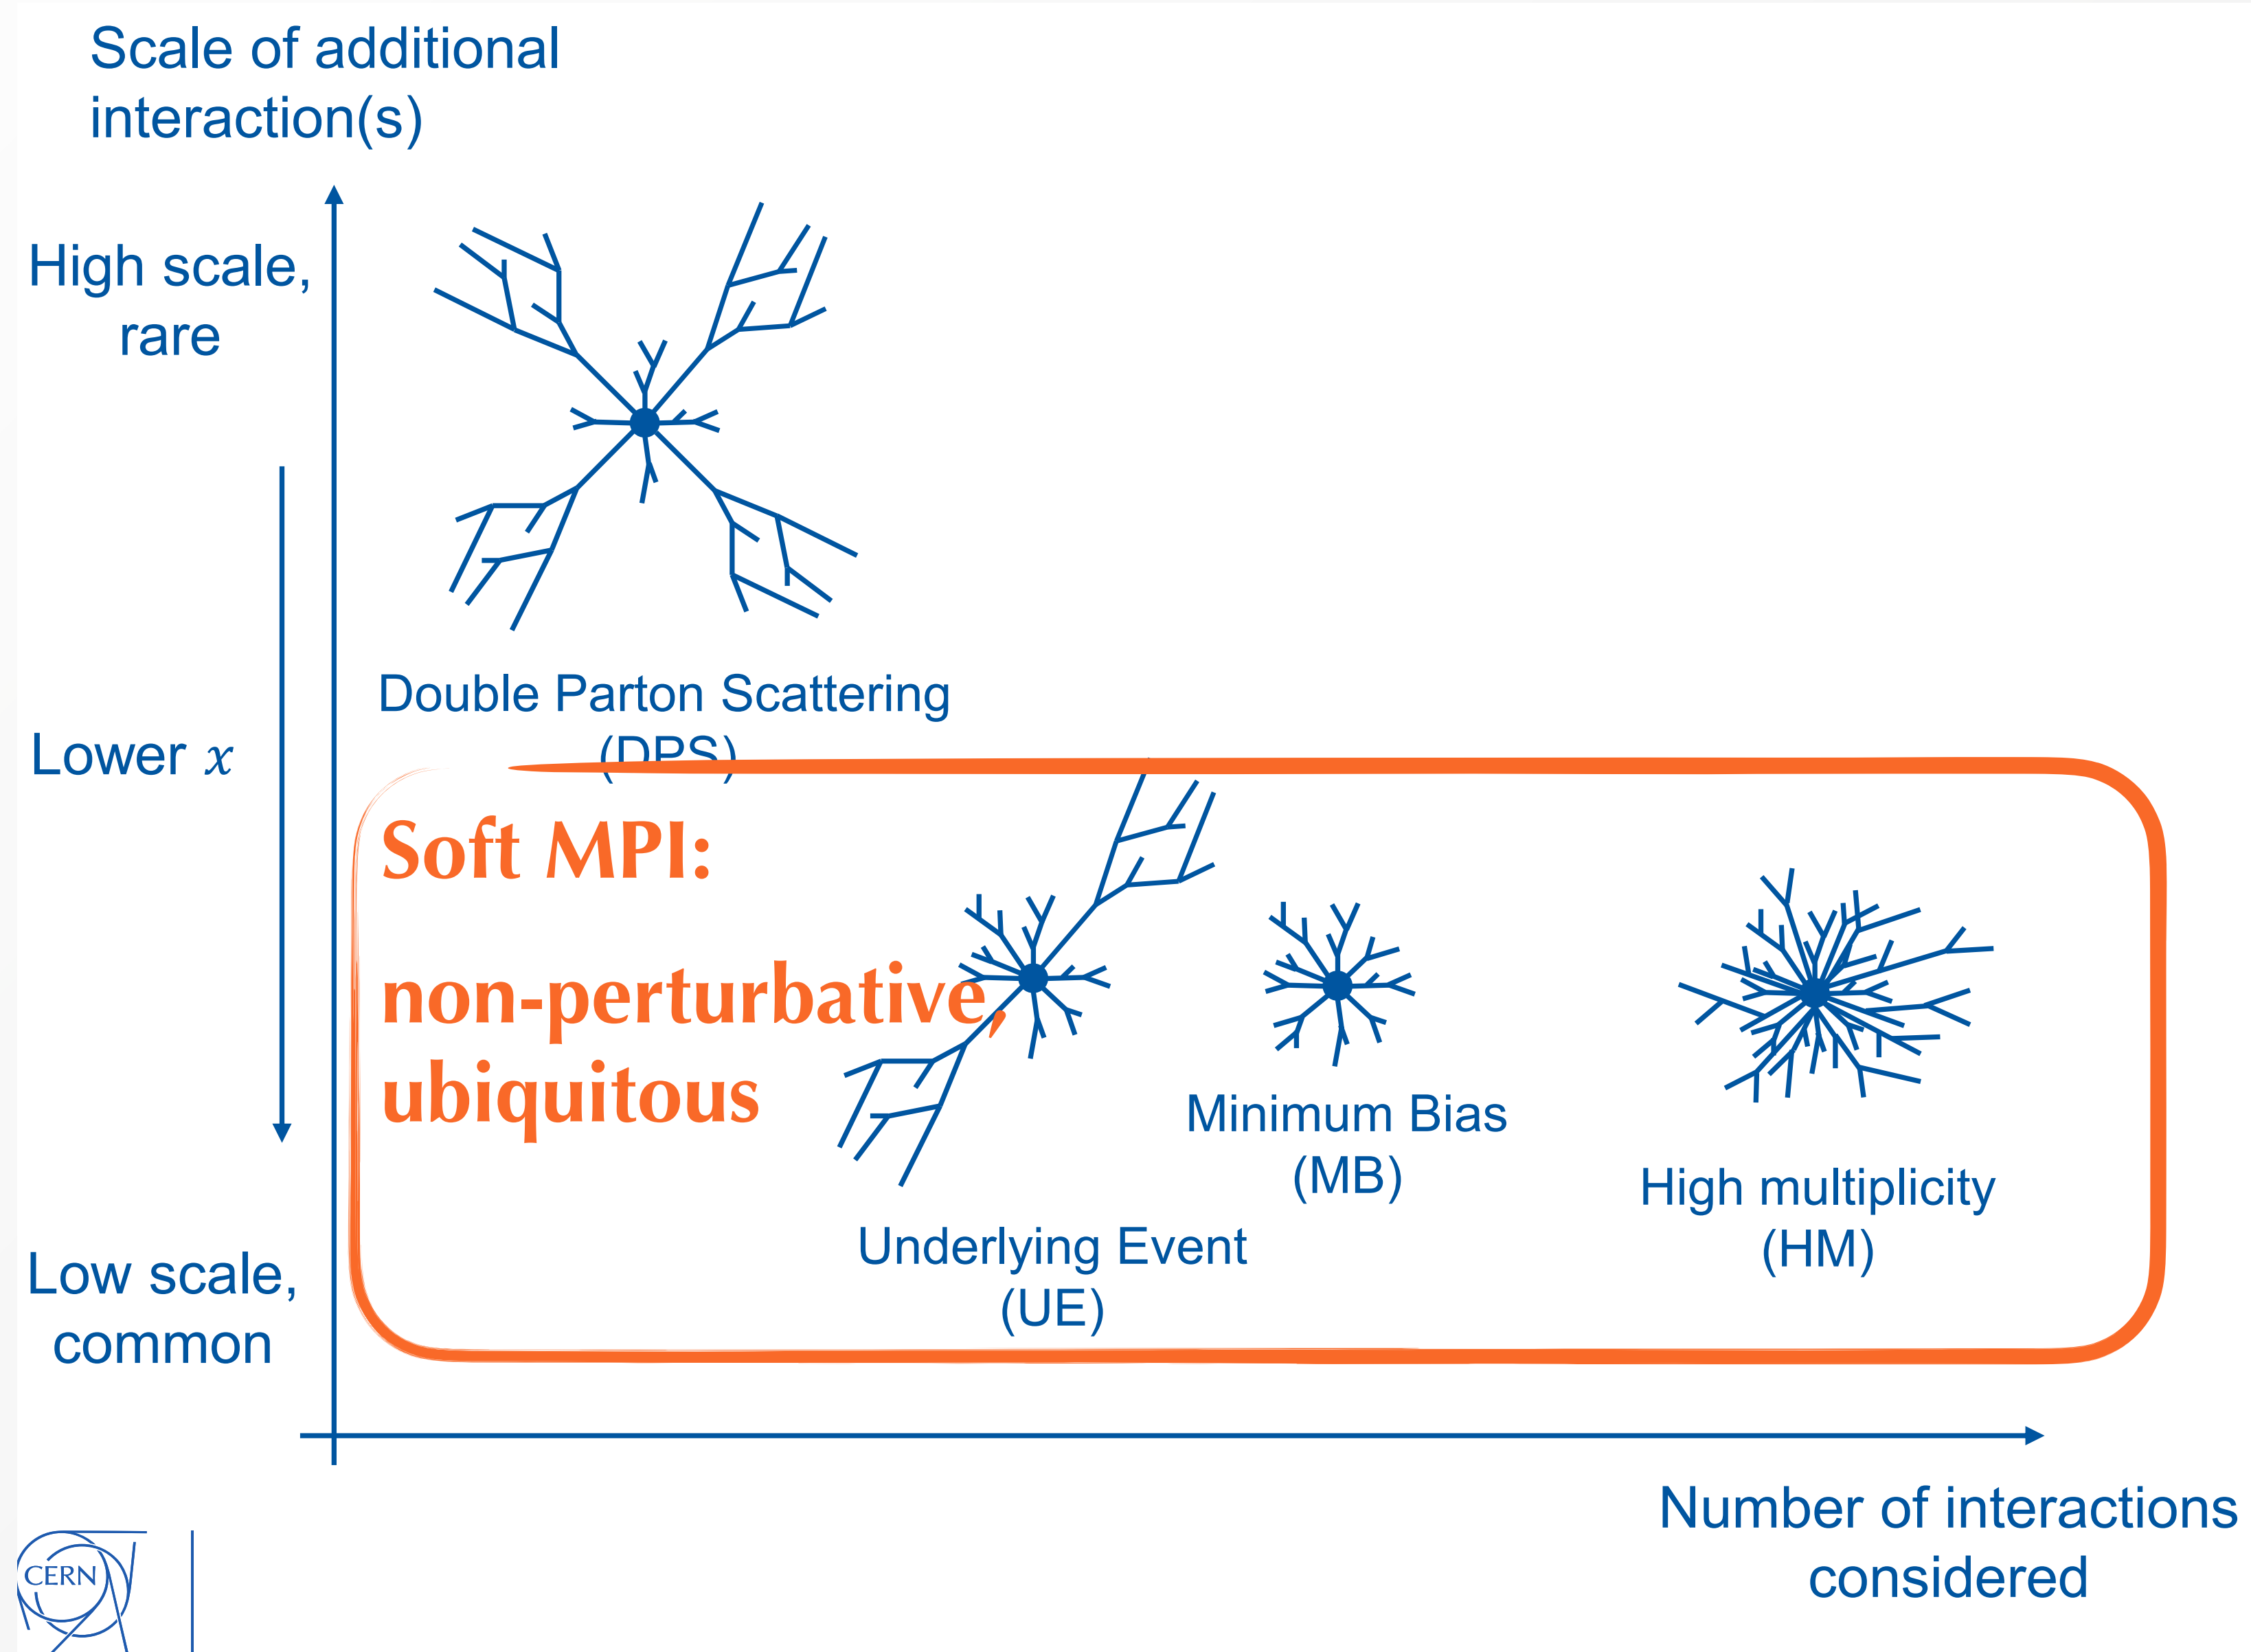 Scale of additional
interaction(s)
High scale,
rare
Double Parton Scattering
(DPS)
Lower x
Soft MPI:
non-perturbative,
ubiquitous
Minimum Bias
(MB)
High multiplicity
(HM)
Underlying Event
(UE)
Low scale,
common
Number of interactions
considered
CERN